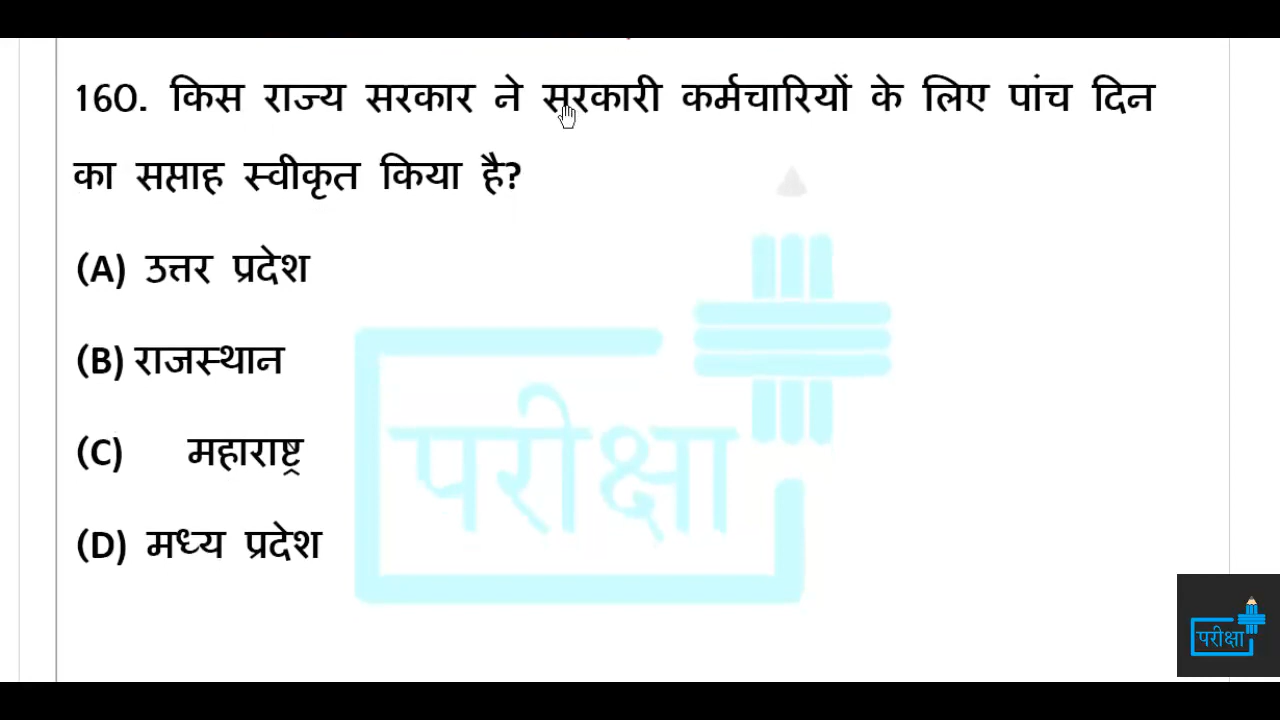 160. किस राज्य सरकार ने सरकारी कर्मचारियों के लिए पांच दिन
का सप्ताह स्वीकृत किया है?
(A) उत्तर प्रदेश
(B) राजस्थान
(C) महाराष्ट्र
(D) मध्य प्रदेश
परीक्षा
परीक्षा